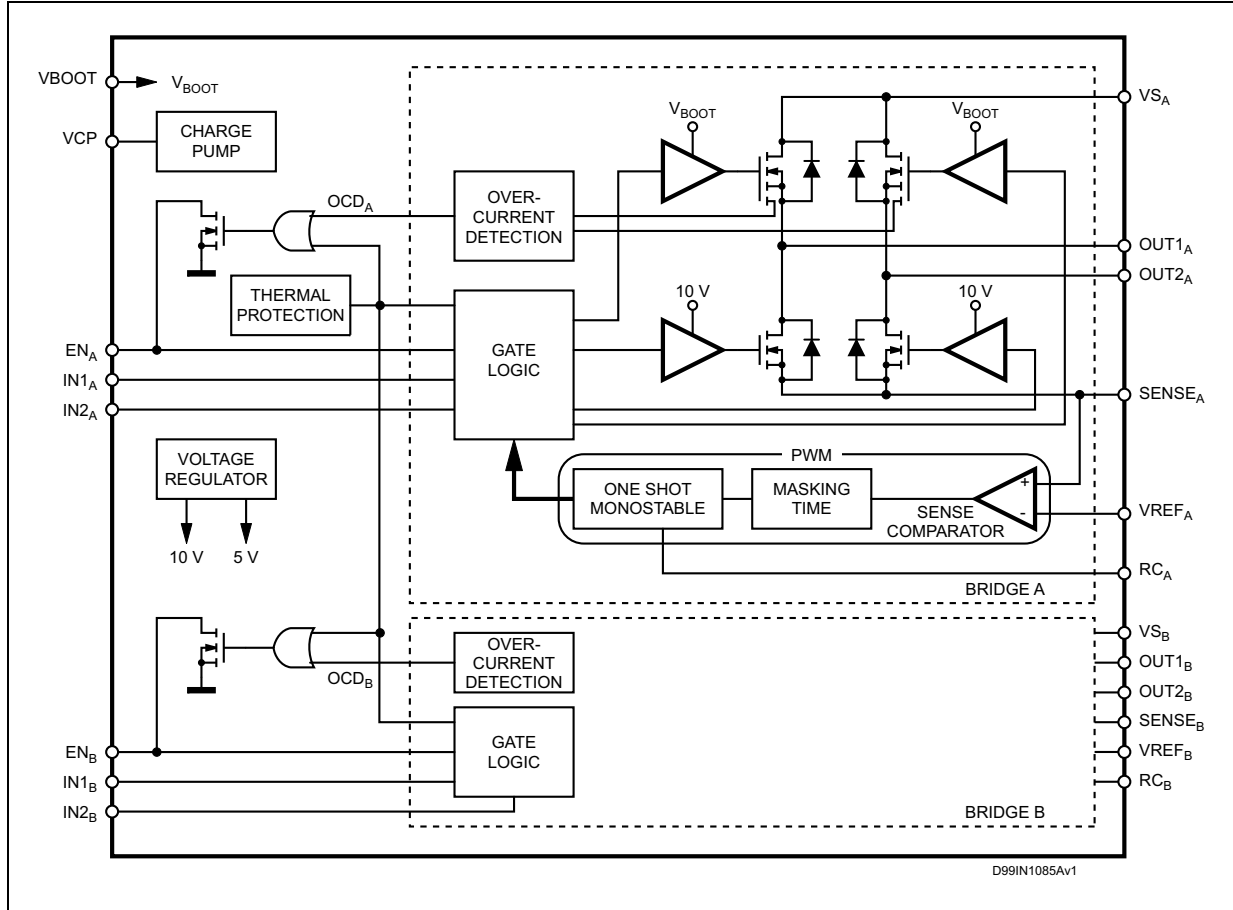 VBOOT
VBOOT
VCP
CHARGE
PUMP
VBOOT
VBOOT
VSA
OCDA
OVER-
CURRENT
DETECTION
OUT1A
OUT2A
THERMAL
PROTECTION
10 V
10 V
ENA
IN1A
IN2A
GATE
LOGIC
SENSEA
VOLTAGE
REGULATOR
10 V
5 V
PWM
ONE SHOT
MONOSTABLE
MASKING
TIME
+
-
SENSE
COMPARATOR
VREFA
RCA
BRIDGE A
OCDB
OVER-
CURRENT
DETECTION
VSB
OUT1B
OUT2B
SENSEB
VREFB
RCB
ENB
IN1B
IN2B
GATE
LOGIC
BRIDGE B
D99IN1085Av1